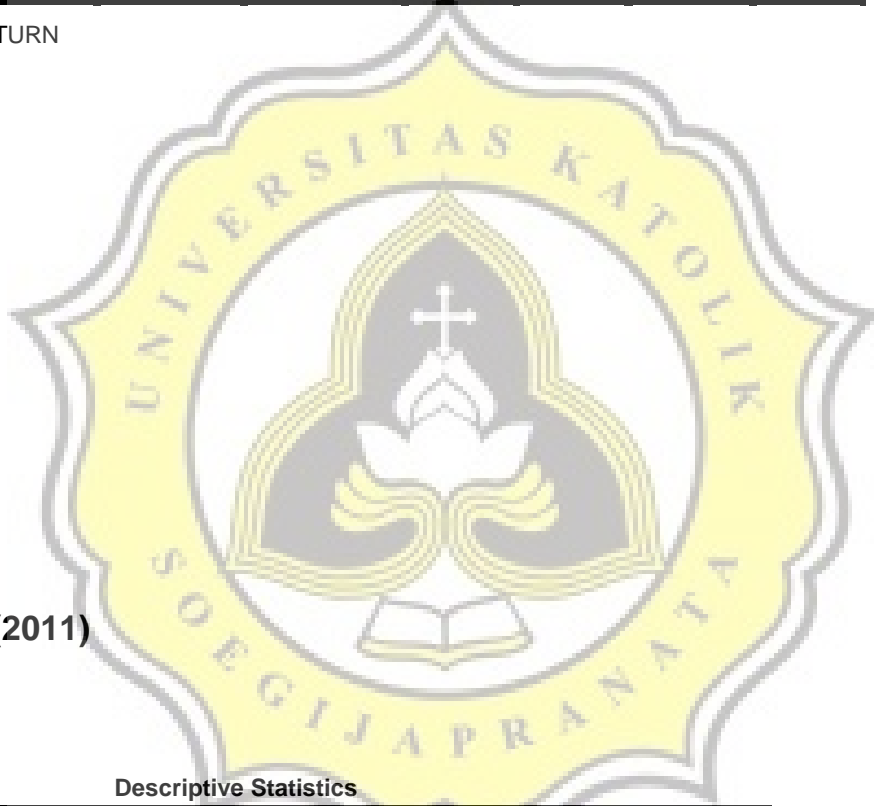 TURN
UNIVERSITAS KATOLIK
SOEGIJAPRANATA
(2011)
Descriptive Statistics